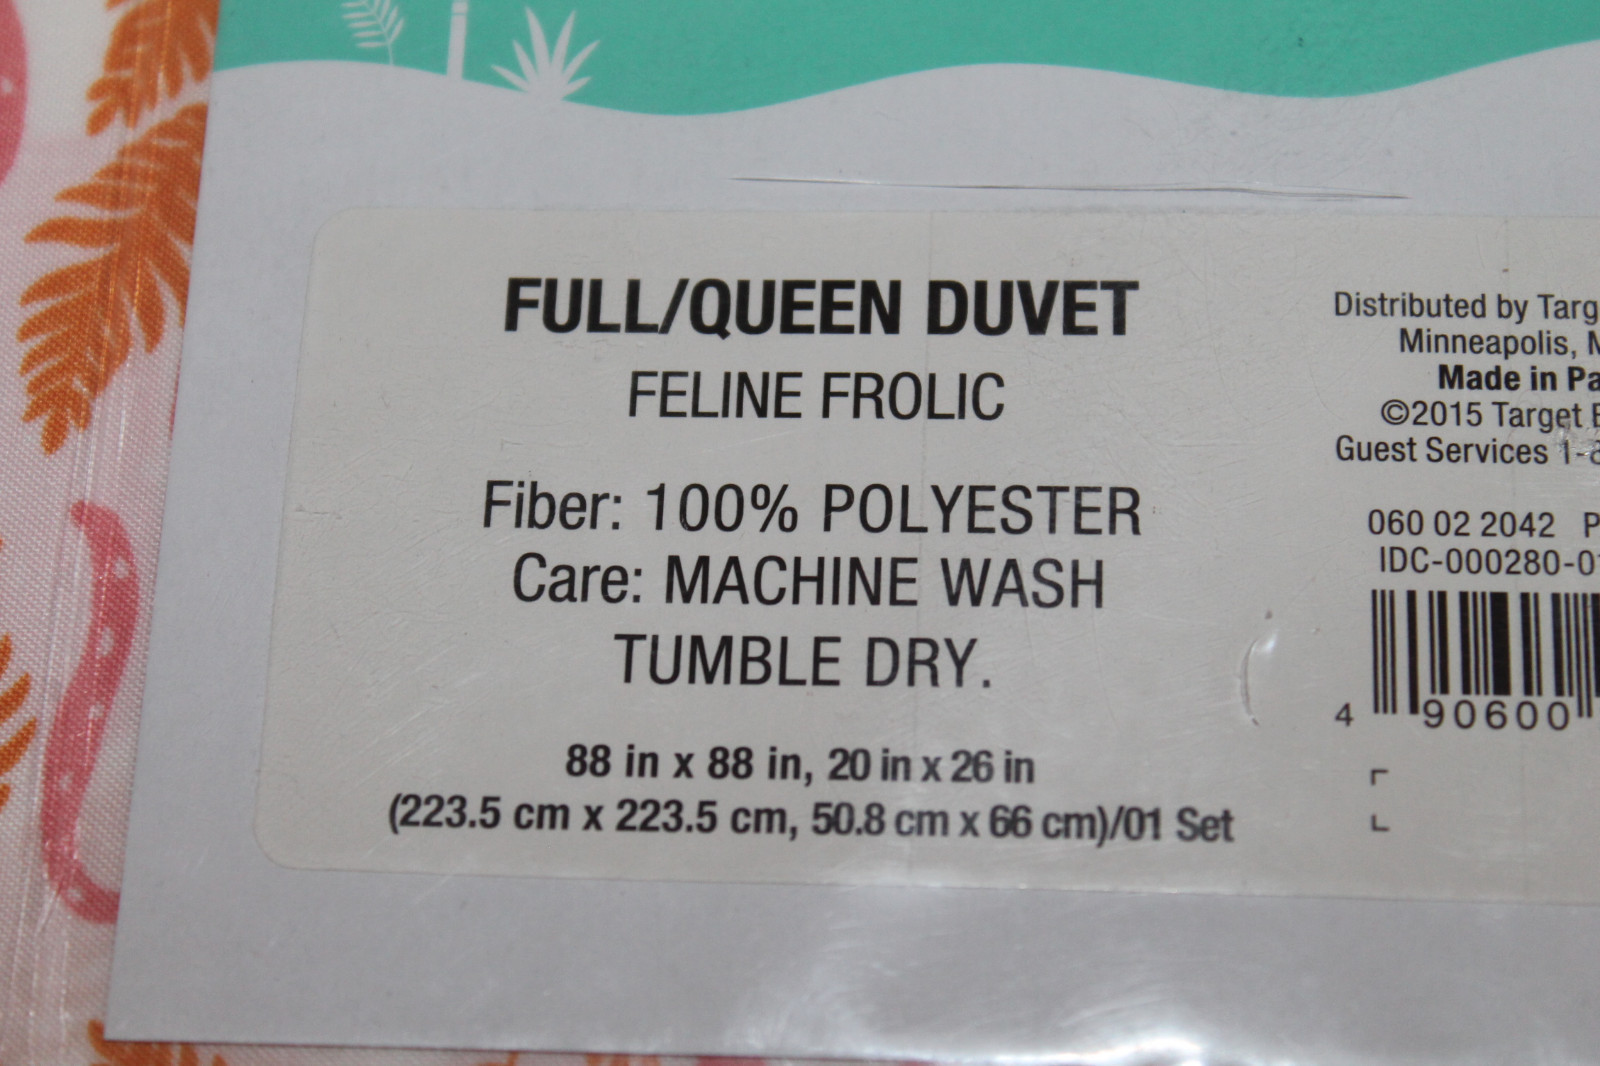 FULL/QUEEN DUVET
FELINE FROLIC
Fiber: 100% POLYESTER
Care: MACHINE WASH
TUMBLE DRY.
88 in x 88 in, 20 in x 26 in
(223.5 cm x 223.5 cm, 50.8 cm x 66 cm)/01 Set
Distributed by
Minneapolis,
Made in
©2015 Target
Guest Services
060 02 2042
4 90600